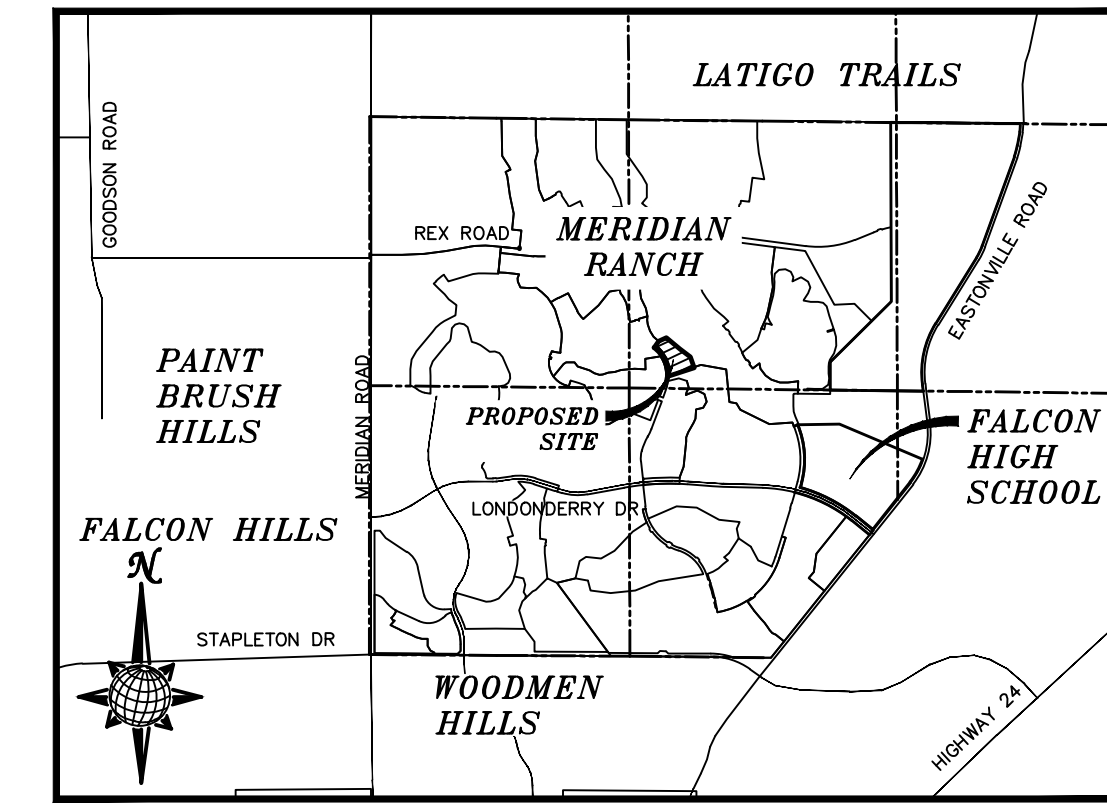 LATIGO TRAILS
GOODSON ROAD
EASTONVILLE ROAD
REX ROAD
MERIDIAN
RANCH
PAINT
BRUSH
HILLS
MERIDIAN ROAD
PROPOSED
SITE
FALCON
HIGH
SCHOOL
LONDONDERRY DR
FALCON HILLS
N
STAPLETON DR
WOODMEN
HILLS
HIGHWAY 24